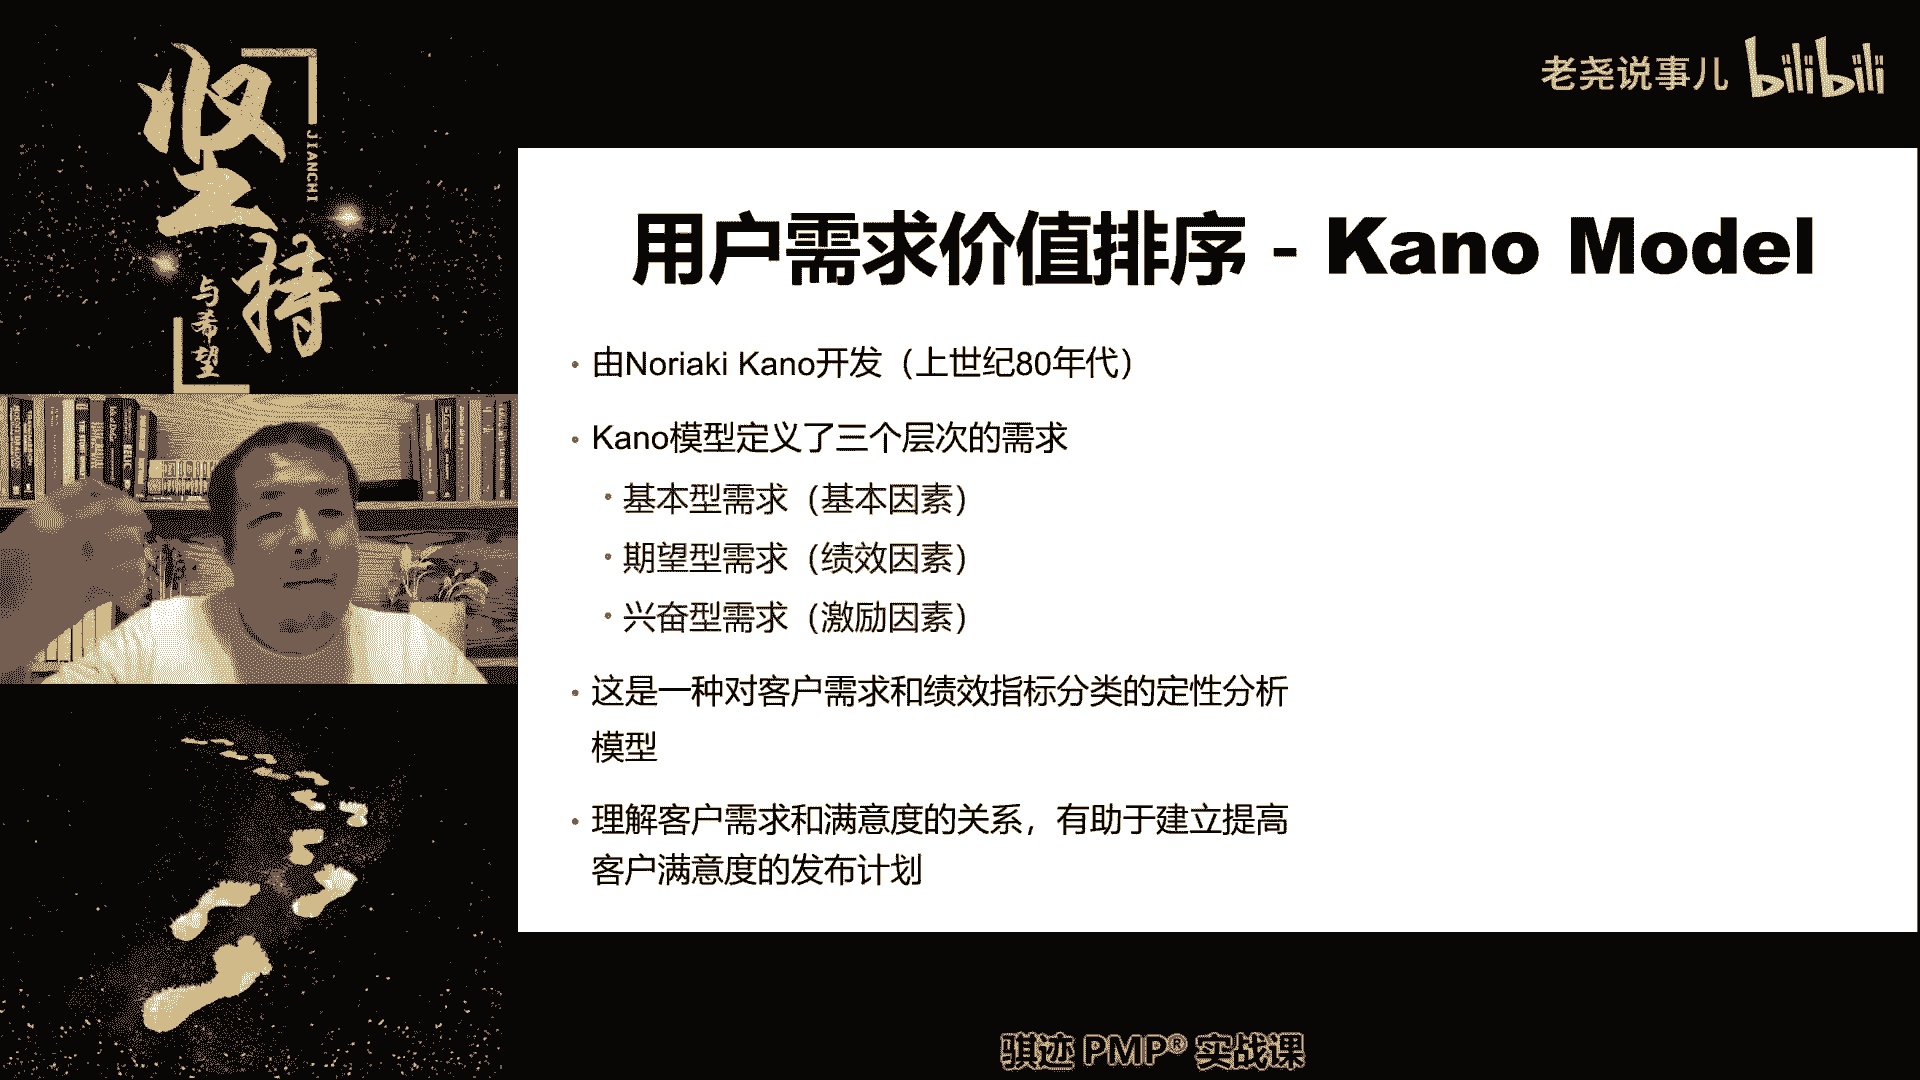 坚持
JIANCHI
与希望
老尧说事儿 bilibili
用户需求价值排序 - Kano Model
• 由Noriaki Kano开发（上世纪80年代）
• Kano模型定义了三个层次的需求
• 基本型需求（基本因素）
• 期望型需求（绩效因素）
• 兴奋型需求（激励因素）
• 这是一种对客户需求和绩效指标分类的定性分析
模型
• 理解客户需求和满意度的关系，有助于建立提高
客户满意度的发布计划
骐迹 PMP® 实战课